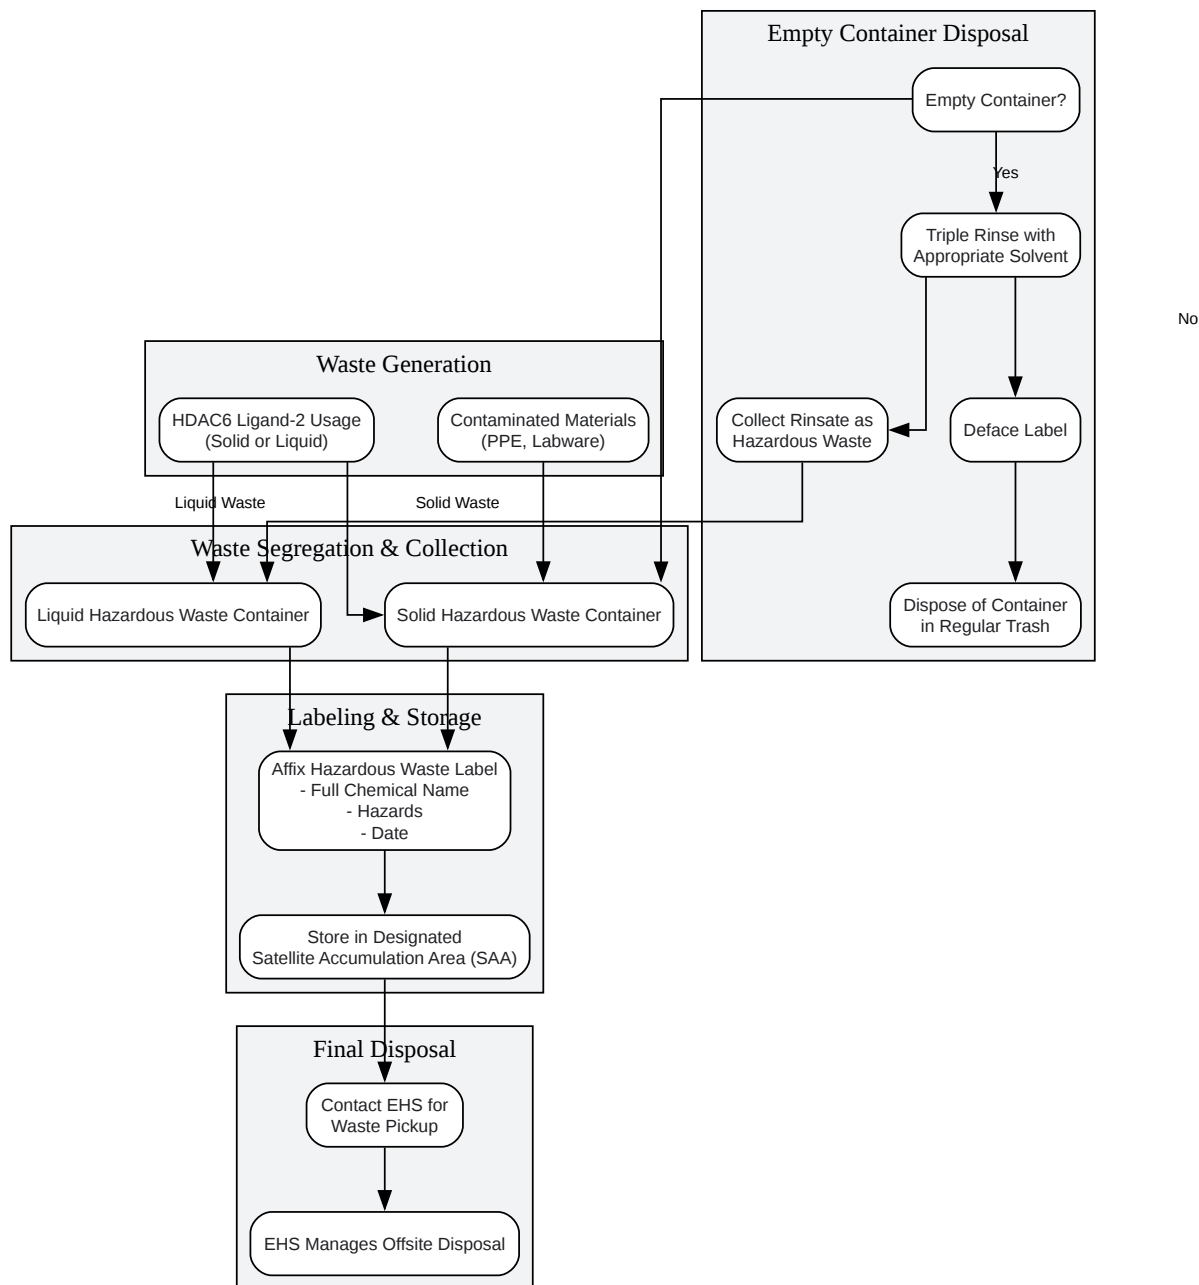 Empty Container Disposal
Empty Container?
Yes
Triple Rinse with
Appropriate Solvent
No
Waste Generation
HDAC6 Ligand-2 Usage
(Solid or Liquid)
Contaminated Materials
(PPE, Labware)
Collect Rinsate as
Hazardous Waste
Deface Label
Liquid Waste
Solid Waste
Waste Segregation & Collection
Liquid Hazardous Waste Container
Solid Hazardous Waste Container
Dispose of Container
in Regular Trash
Labeling & Storage
Affix Hazardous Waste Label
- Full Chemical Name
- Hazards
- Date
Store in Designated
Satellite Accumulation Area (SAA)
Final Disposal
Contact EHS for
Waste Pickup
EHS Manages Offsite Disposal